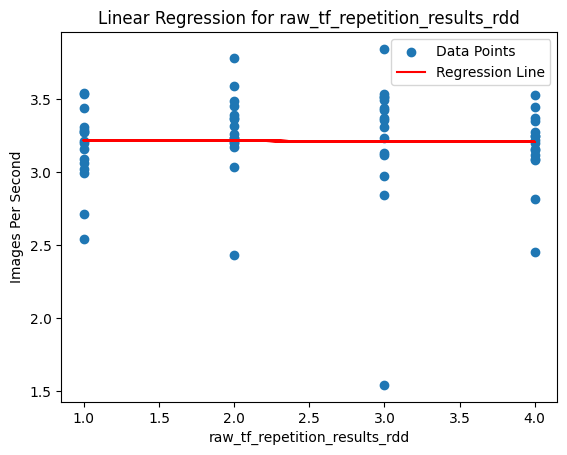 Linear Regression for raw_tf_repetition_results_rdd
Data Points
Regression Line
Images Per Second
3.5
3.0
2.5
2.0
1.5
1.0 1.5 2.0 2.5 3.0 3.5 4.0
raw_tf_repetition_results_rdd